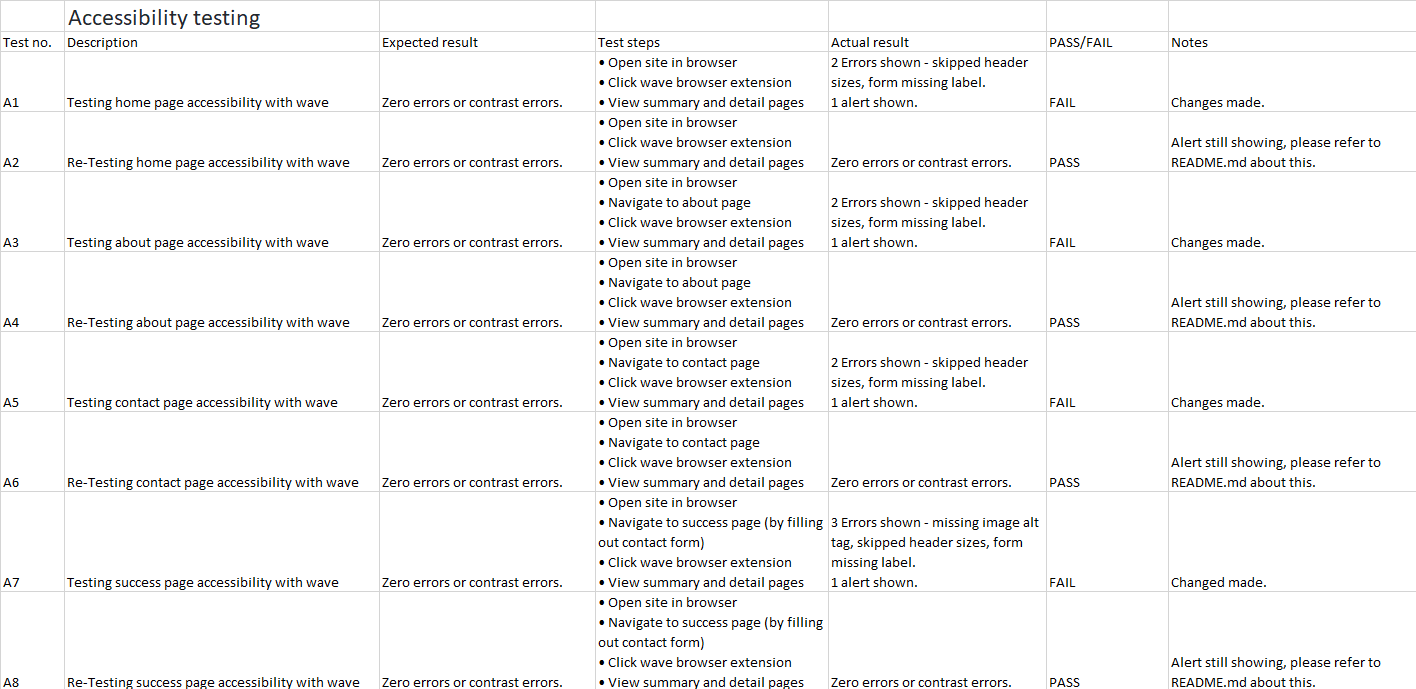 Accessibility testing
Test no. Description Expected result Test steps Actual result PASS/FAIL Notes
• Open site in browser
• Click wave browser extension
• View summary and detail pages
2 Errors shown - skipped header
sizes, form missing label.
1 alert shown.
A1 Testing home page accessibility with wave Zero errors or contrast errors. FAIL Changes made.
• Open site in browser
• Click wave browser extension
• View summary and detail pages
Alert still showing, please refer to
README.md about this.
A2 Re-Testing home page accessibility with wave Zero errors or contrast errors. Zero errors or contrast errors. PASS
• Open site in browser
• Navigate to about page
• Click wave browser extension
• View summary and detail pages
2 Errors shown - skipped header
sizes, form missing label.
1 alert shown.
A3 Testing about page accessibility with wave Zero errors or contrast errors. FAIL Changes made.
• Open site in browser
• Navigate to about page
• Click wave browser extension
• View summary and detail pages
Alert still showing, please refer to
README.md about this.
A4 Re-Testing about page accessibility with wave Zero errors or contrast errors. Zero errors or contrast errors. PASS
• Open site in browser
• Navigate to contact page
• Click wave browser extension
• View summary and detail pages
2 Errors shown - skipped header
sizes, form missing label.
1 alert shown.
A5 Testing contact page accessibility with wave Zero errors or contrast errors. FAIL Changes made.
• Open site in browser
• Navigate to contact page
• Click wave browser extension
• View summary and detail pages
Alert still showing, please refer to
README.md about this.
A6 Re-Testing contact page accessibility with wave Zero errors or contrast errors. Zero errors or contrast errors. PASS
• Open site in browser
• Navigate to success page (by filling
out contact form)
• Click wave browser extension
• View summary and detail pages
3 Errors shown - missing image alt
tag, skipped header sizes, form
missing label.
1 alert shown.
A7 Testing success page accessibility with wave Zero errors or contrast errors. FAIL Changed made.
• Open site in browser
• Navigate to success page (by filling
out contact form)
• Click wave browser extension
• View summary and detail pages
Alert still showing, please refer to
README.md about this.
A8 Re-Testing success page accessibility with wave Zero errors or contrast errors. Zero errors or contrast errors. PASS